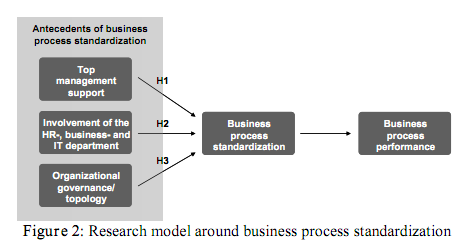 Antecedents of business
process standardization
Top
management
support
H1
Involvement of the
HR-, business- and
IT department
H2
Organizational
governance/
topology
H3
Business
process
standardization
Business
process
performance
Figure 2: Research model around business process standardization